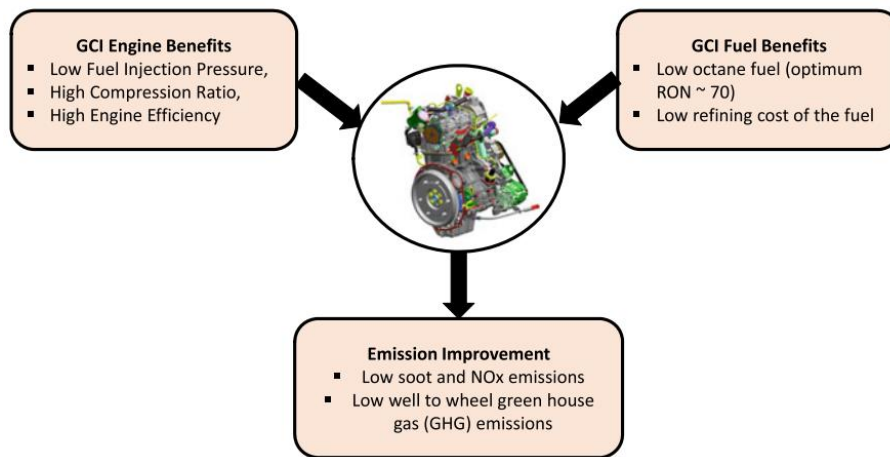 GCI Engine Benefits
▪ Low Fuel Injection Pressure,
▪ High Compression Ratio,
▪ High Engine Efficiency
GCI Fuel Benefits
▪ Low octane fuel (optimum
RON ~ 70)
▪ Low refining cost of the fuel
Emission Improvement
▪ Low soot and NOx emissions
▪ Low well to wheel green house
gas (GHG) emissions